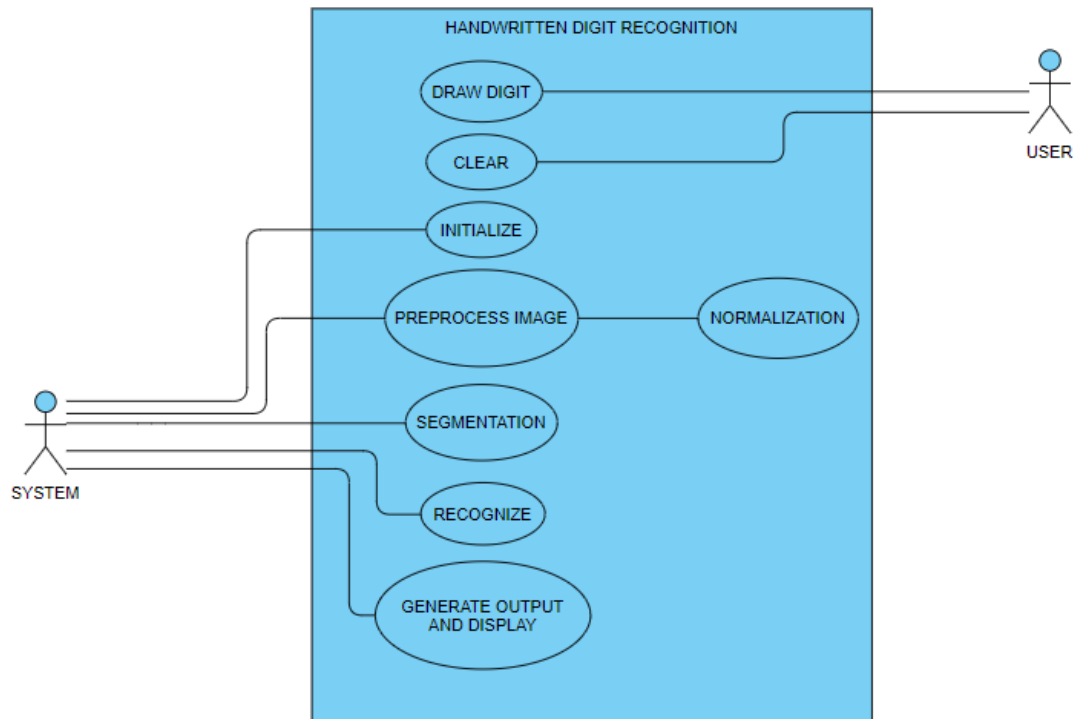 HANDWRITTEN DIGIT RECOGNITION
DRAW DIGIT
USER
CLEAR
INITIALIZE
PREPROCESS IMAGE
NORMALIZATION
SEGMENTATION
SYSTEM
RECOGNIZE
GENERATE OUTPUT
AND DISPLAY